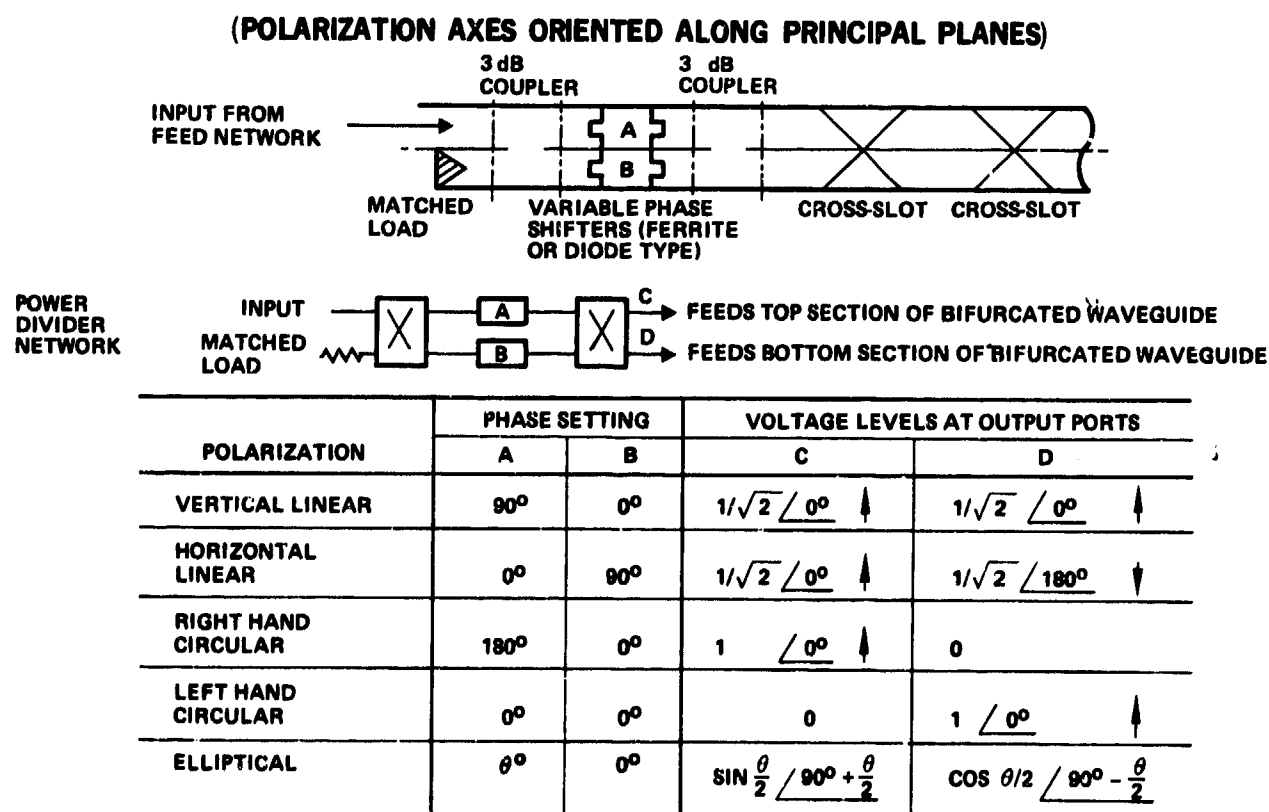 (POLARIZATION AXES ORIENTED ALONG PRINCIPAL PLANES)
3 dB COUPLER
3 dB COUPLER
INPUT FROM
FEED NETWORK
A
B
MATCHED
LOAD
VARIABLE PHASE
SHIFTERS (FERRITE
OR DIODE TYPE)
CROSS-SLOT CROSS-SLOT
POWER
DIVIDER
NETWORK
INPUT
MATCHED
LOAD
A
B
C
FEEDS TOP SECTION OF BIFURCATED WAVEGUIDE
D
FEEDS BOTTOM SECTION OF BIFURCATED WAVEGUIDE
POLARIZATION PHASE SETTING VOLTAGE LEVELS AT OUTPUT PORTS
A B C D
VERTICAL LINEAR 90° 0° 1/√2 /0° 1/√2 /0°
HORIZONTAL
LINEAR 0° 90° 1/√2 /0° 1/√2 /180°
RIGHT HAND
CIRCULAR 180° 0° 1 /0° 0
LEFT HAND
CIRCULAR 0° 0° 0 1 /0°
ELLIPTICAL θ° 0° SIN θ/2 /90° + θ/2 COS θ/2 /90° - θ/2